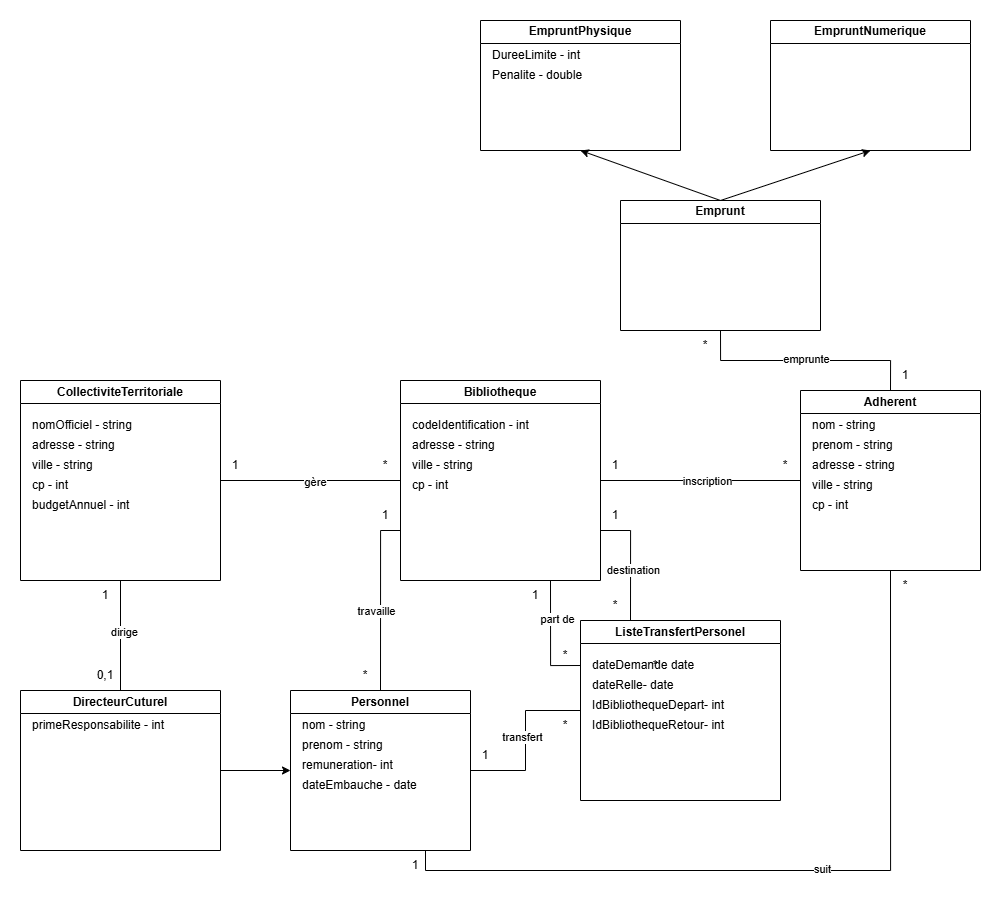 EmpruntPhysique
DureeLimite - int
Penalite - double
EmpruntNumerique
Emprunt
*
emprunte
1
CollectiviteTerritoriale
nomOfficiel - string
adresse - string
ville - string
cp - int
budgetAnnuel - int
1
gère
*
Bibliotheque
codeIdentification - int
adresse - string
ville - string
cp - int
1
inscription
*
Adherent
nom - string
prenom - string
adresse - string
ville - string
cp - int
1
travaille
*
1
destination
*
1
part de
*
1
dirige
0,1
ListeTransfertPersonel
dateDemande date
dateRelle- date
IdBibliothequeDepart- int
IdBibliothequeRetour- int
*
DirecteurCuturel
primeResponsabilite - int
Personnel
nom - string
prenom - string
remuneration- int
dateEmbauche - date
1
transfert
*
1
suit
*